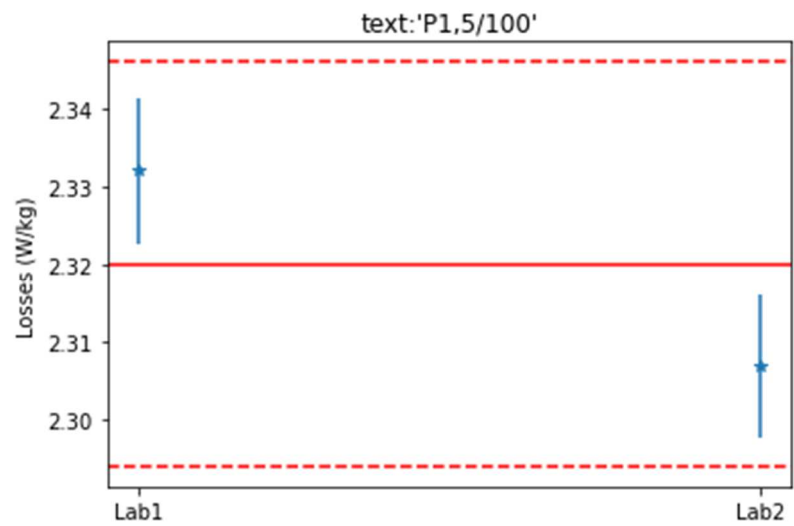 text:'P1,5/100'
Losses (W/kg)
2.34
2.33
2.32
2.31
2.30
Lab1
Lab2